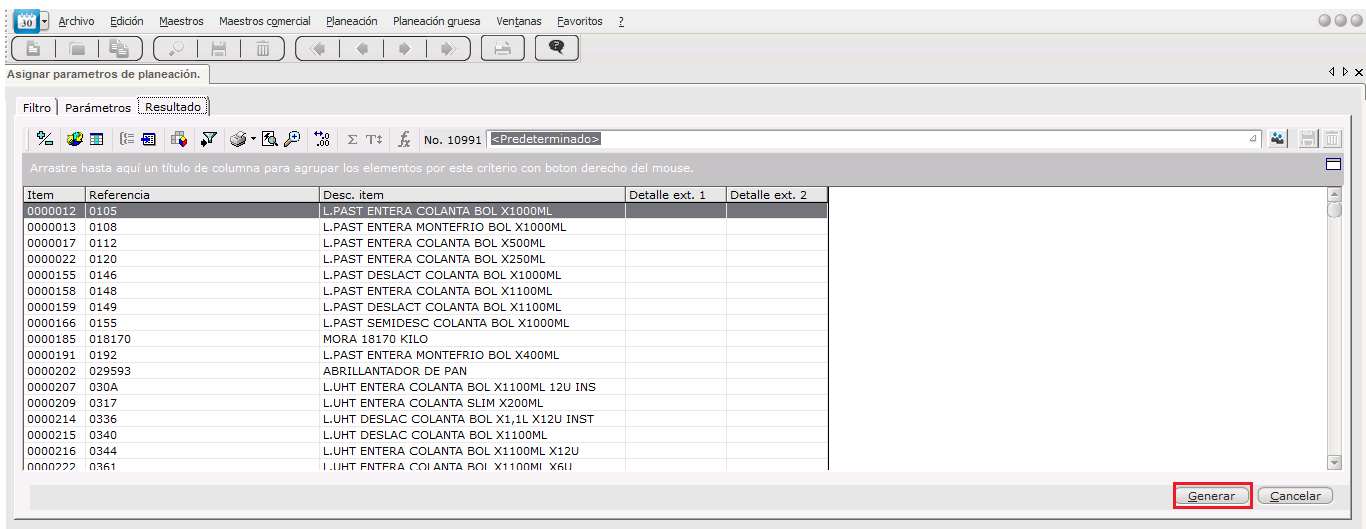 30 Archivo Edición Maestros Maestros comercial Planeación Planeación gruesa Ventanas Favoritos ?
Asignar parametros de planeación.
Filtro Parámetros Resultado
No. 10991 <Predeterminado>
Arrastre hasta aquí un título de columna para agrupar los elementos por este críterio con boton derecho del mouse.
Item Referencia Desc. item Detalle ext. 1 Detalle ext. 2
0000012 0105 L.PAST ENTERA COLANTA BOL X1000ML
0000013 0108 L.PAST ENTERA MONTEFRIO BOL X1000ML
0000017 0112 L.PAST ENTERA COLANTA BOL X500ML
0000022 0120 L.PAST ENTERA COLANTA BOL X250ML
0000155 0146 L.PAST DESLACT COLANTA BOL X1000ML
0000158 0148 L.PAST ENTERA COLANTA BOL X1100ML
0000159 0149 L.PAST DESLACT COLANTA BOL X1100ML
0000166 0155 L.PAST SEMIDESC COLANTA BOL X1000ML
0000185 018170 MORA 18170 KILO
0000191 0192 L.PAST ENTERA MONTEFRIO BOL X400ML
0000202 029593 ABRILLANTADOR DE PAN
0000207 030A L.UHT ENTERA COLANTA BOL X1100ML 12U INS
0000209 0317 L.UHT ENTERA COLANTA SLIM X200ML
0000214 0336 L.UHT DESLAC COLANTA BOL X1,1L X12U INST
0000215 0340 L.UHT DESLAC COLANTA BOL X1100ML
0000216 0344 L.UHT ENTERA COLANTA BOL X1100ML X12U
0000222 0361 L.UHT ENTERA COLANTA BOL X1100ML X6U
Generar Cancelar